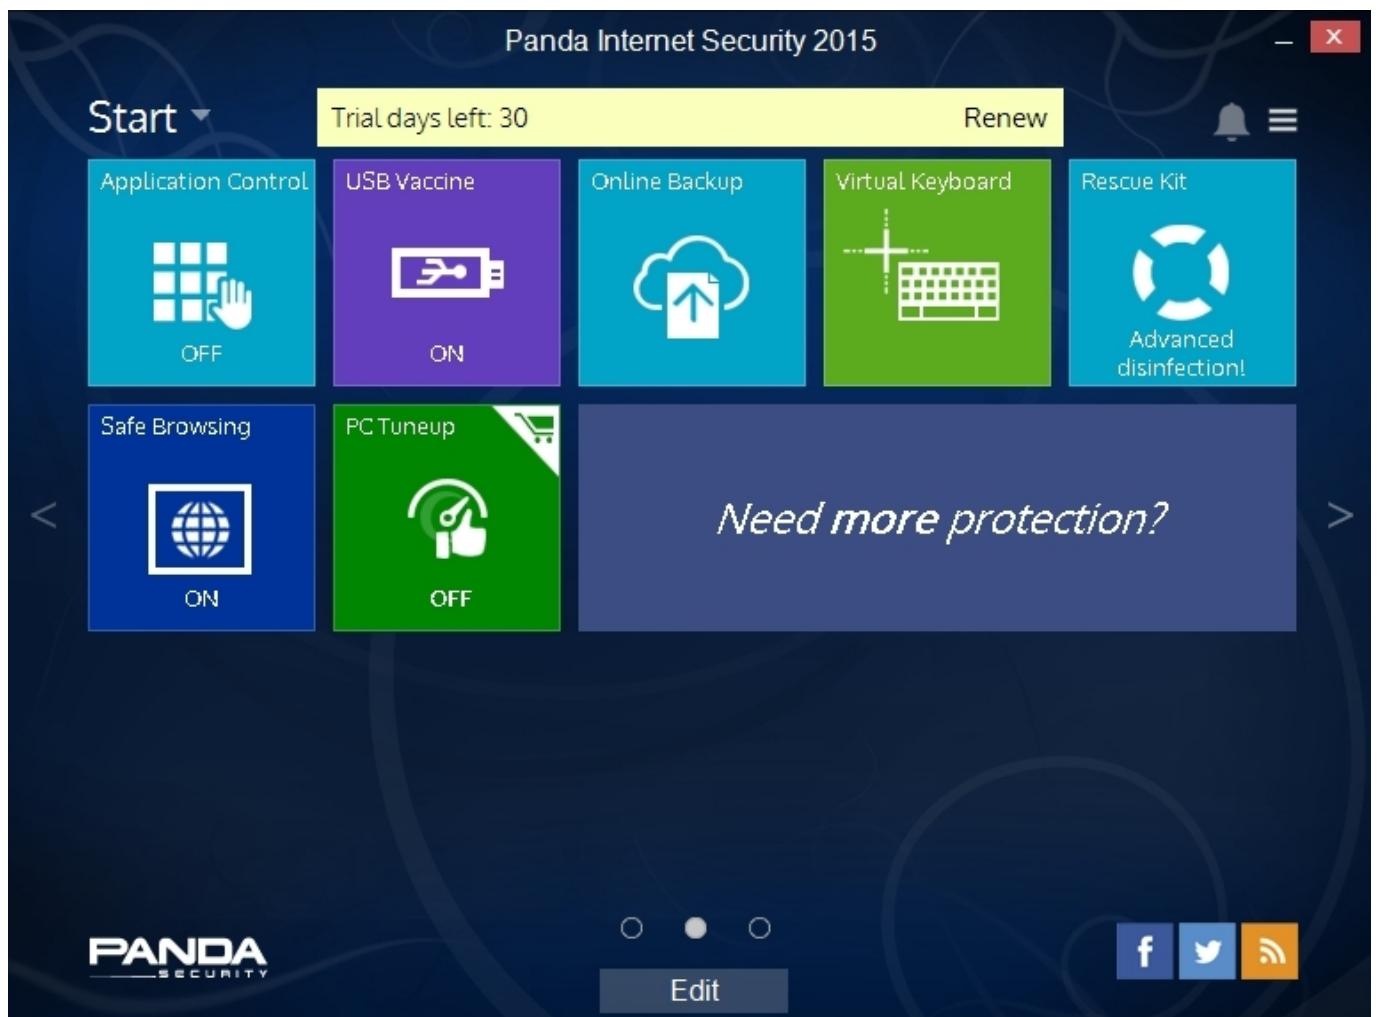 Panda Internet Security 2015
Start
Trial days left: 30 Renew
Application Control
OFF
USB Vaccine
ON
Online Backup
Virtual Keyboard
Rescue Kit
Advanced
disinfection!
Safe Browsing
ON
PC Tuneup
OFF
Need more protection?
PANDA
SECURITY
Edit